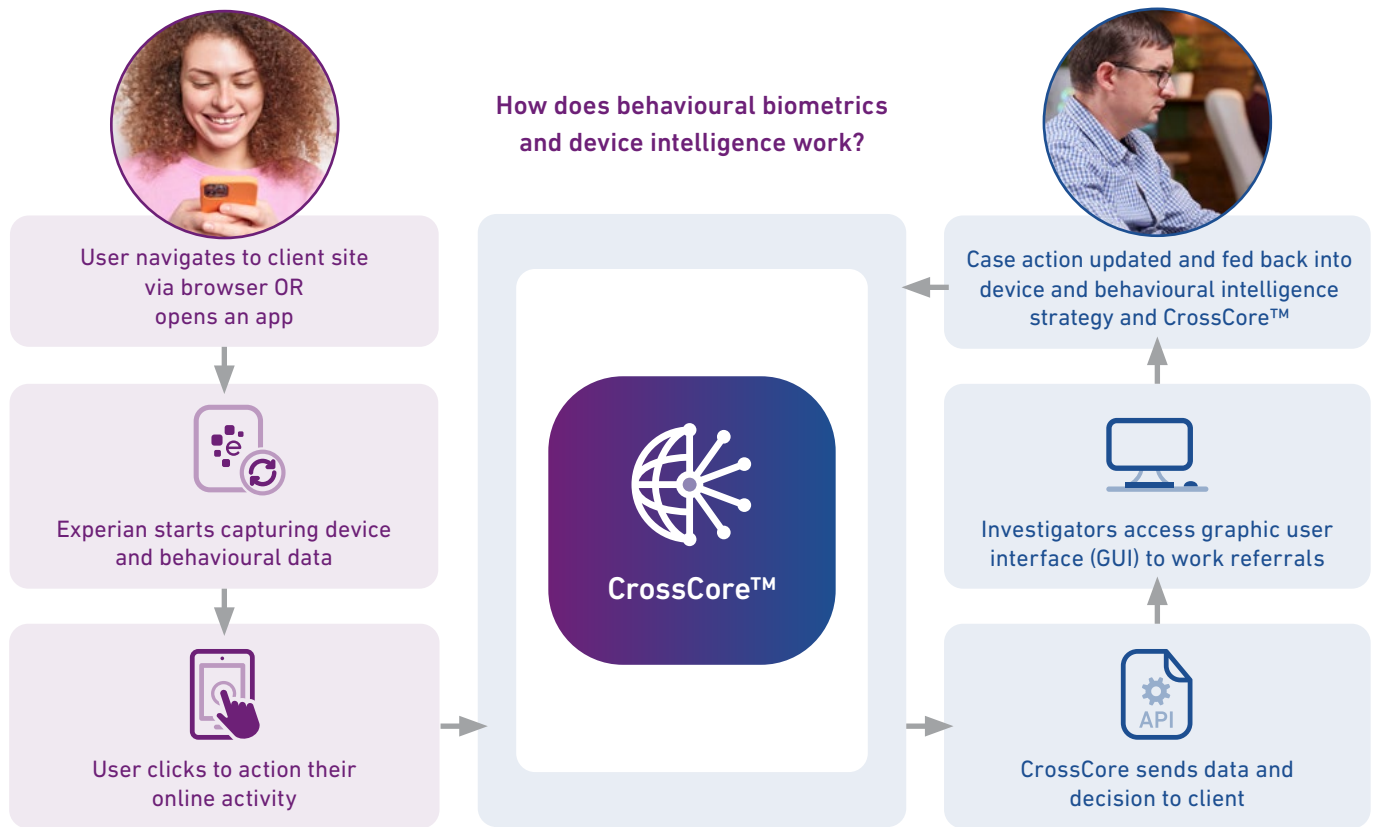 How does behavioural biometrics
and device intelligence work?
User navigates to client site
via browser OR
opens an app
e
Experian starts capturing device
and behavioural data
User clicks to action their
online activity
CrossCore™
API
CrossCore sends data and
decision to client
Investigators access graphic user
interface (GUI) to work referrals
Case action updated and fed back into
device and behavioural intelligence
strategy and CrossCore™